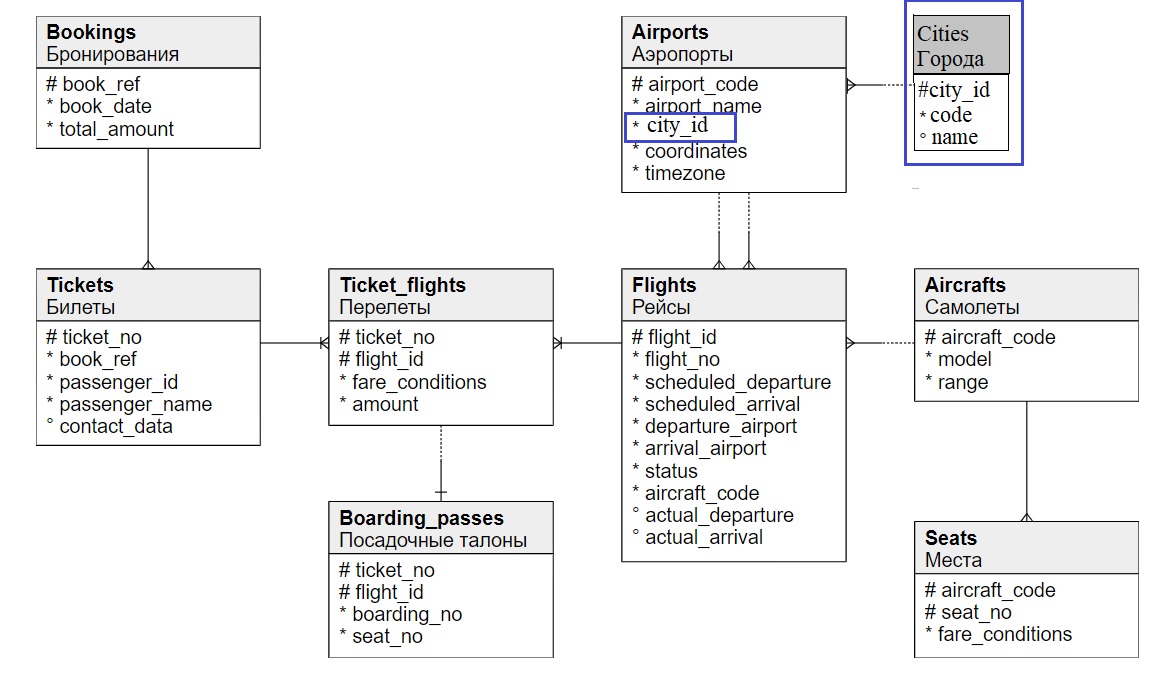 Bookings
Бронирования
# book_ref
* book_date
* total_amount
Airports
Аэропорты
# airport_code
* airport_name
* city_id
* coordinates
* timezone
Cities
Города
#city_id
* code
° name
Tickets
Билеты
# ticket_no
* book_ref
* passenger_id
* passenger_name
° contact_data
Ticket_flights
Перелеты
# ticket_no
# flight_id
* fare_conditions
* amount
Flights
Рейсы
# flight_id
* flight_no
* scheduled_departure
* scheduled_arrival
* departure_airport
* arrival_airport
* status
* aircraft_code
° actual_departure
° actual_arrival
Aircrafts
Самолеты
# aircraft_code
* model
* range
Boarding_passes
Посадочные талоны
# ticket_no
# flight_id
* boarding_no
* seat_no
Seats
Места
# aircraft_code
# seat_no
* fare_conditions